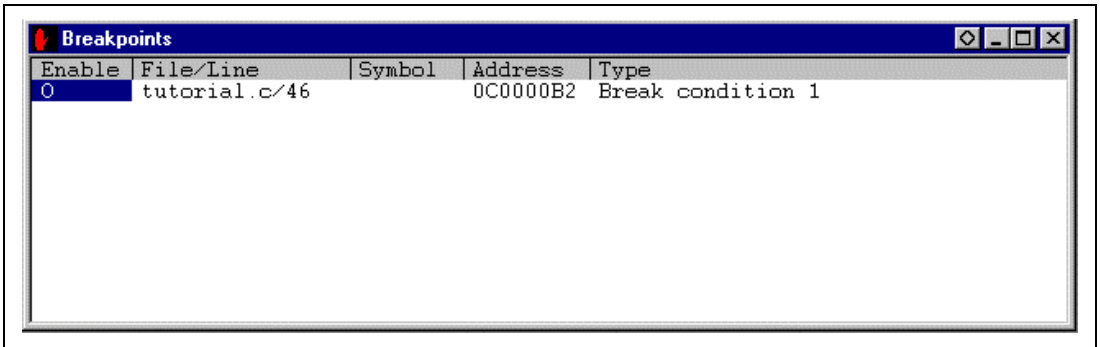 Breakpoints
Enable File/Line Symbol Address Type
O tutorial.c/46 0C0000B2 Break condition 1